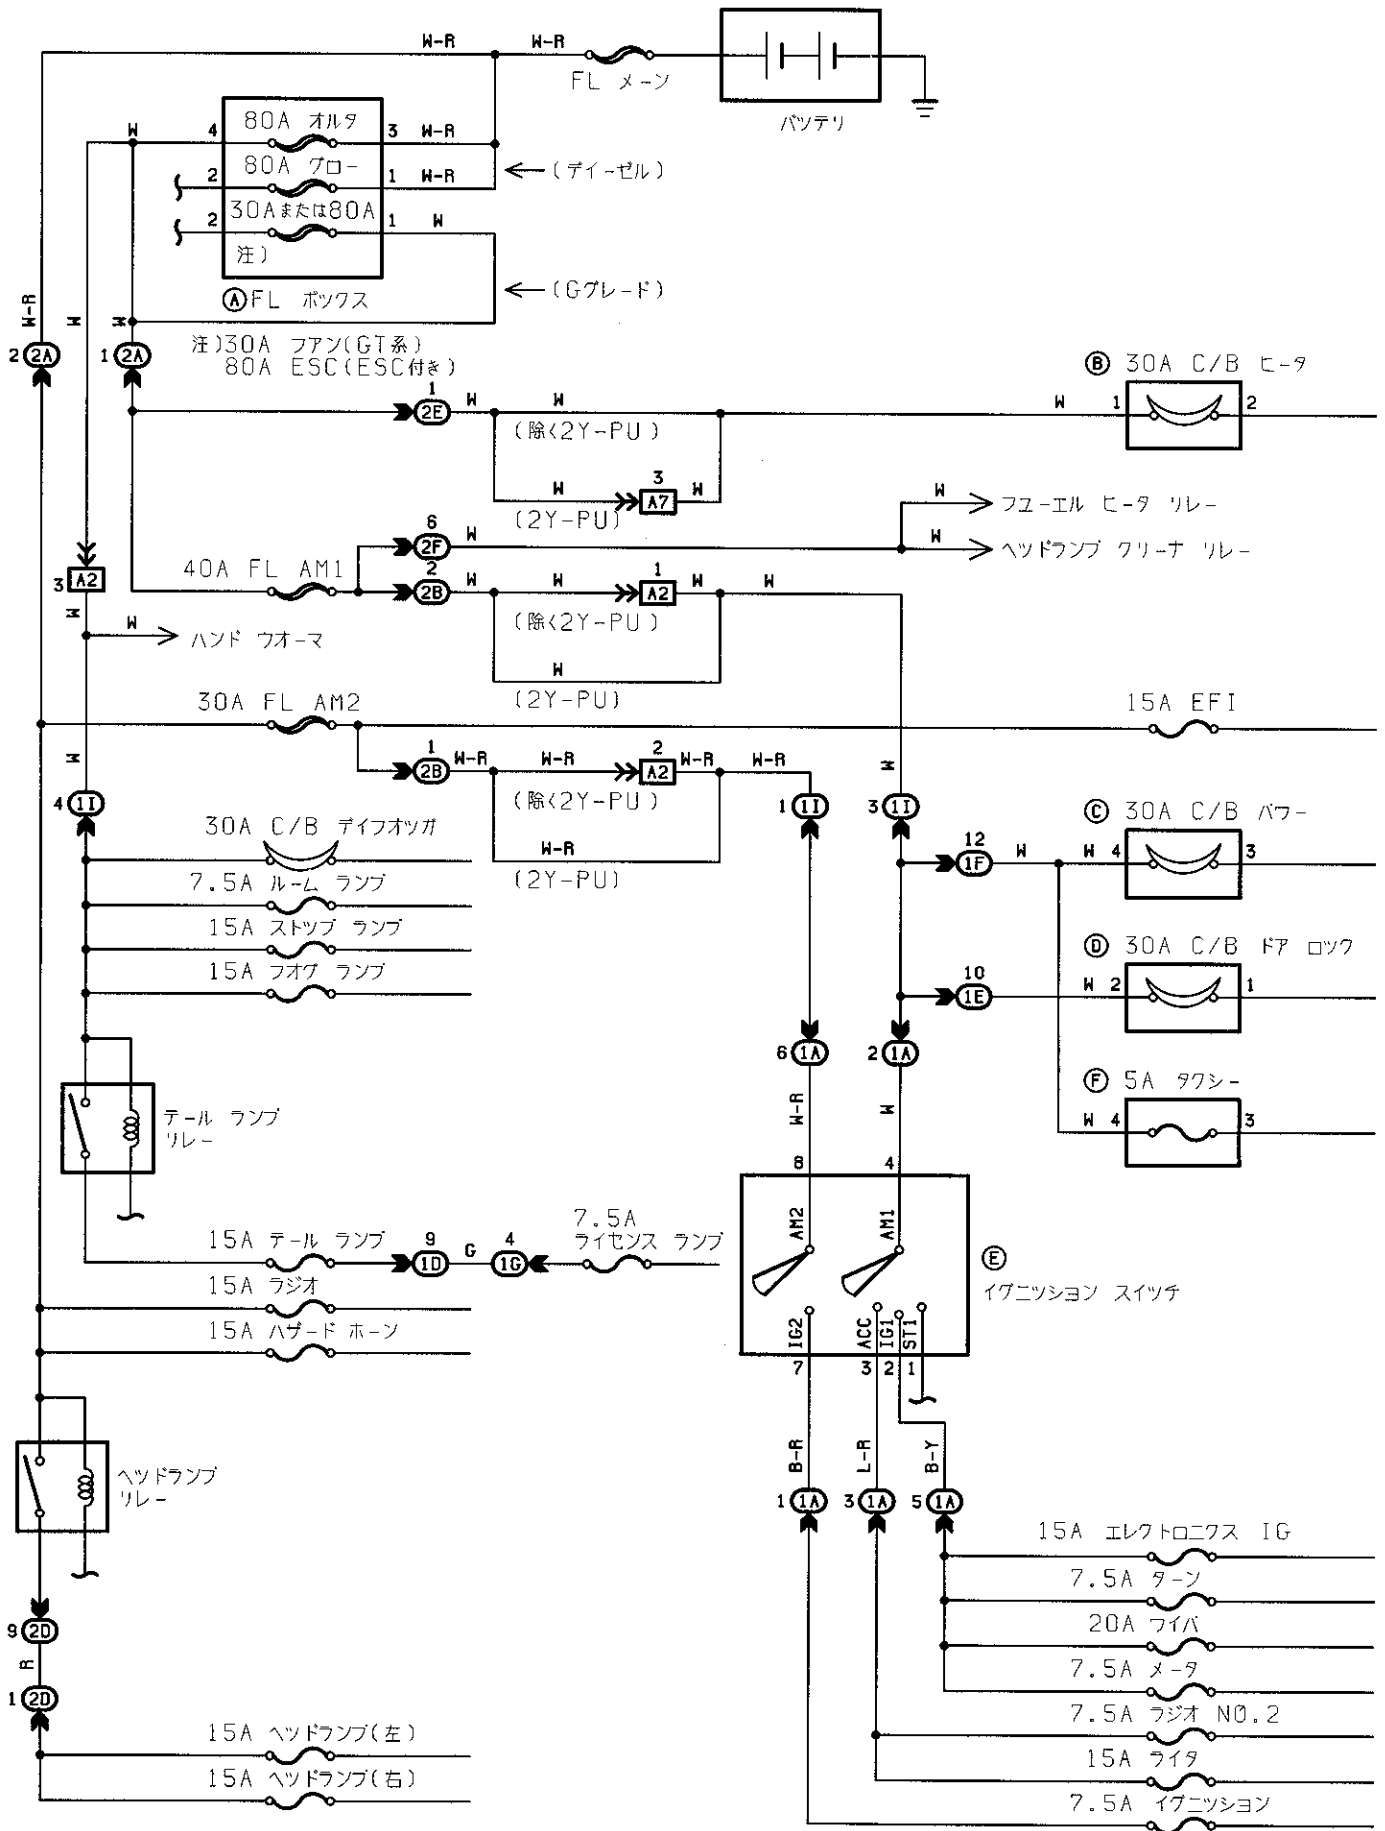 W-R W-R
FL メーン
バツテリ
80A オルタ
W 4 3 W-R
80A グロー
2 1 W-R
←(デイーゼル)
30Aまたは80A
2 1 W
注)
←(Gグレード)
Ⓐ FL ボツクス
W-R W W
2 2A 1 2A
注)30A フアン(GT系)
80A ESC(ESC付き)
1
2E W W W
(除く2Y-PU)
Ⓑ 30A C/B ヒータ
1 2
3
W A7 W
(2Y-PU)
W フユーエル ヒータ リレー
6
2F W
W ヘツドランプ クリーナ リレー
40A FL AM1
2
2B W W
1
A2 W
(除く2Y-PU)
3 A2
W
W ハンド ウオーマ
W
(2Y-PU)
30A FL AM2
15A EFI
W
1
2B W-R W-R
2
A2 W-R W-R
(除く2Y-PU)
W-R
(2Y-PU)
W
4 1I
1 1I
3 1I
30A C/B デイフオツガ
7.5A ルーム ランプ
15A ストツプ ランプ
15A フオグ ランプ
12
1F W
Ⓒ 30A C/B パワー
W 4 3
10
1E
Ⓓ 30A C/B ドア ロツク
W 2 1
6 1A
2 1A
Ⓕ 5A タクシー
W 4 3
テール ランプ
リレー
W-R W
8 4
AM2 AM1
Ⓔ
イグニツシヨン スイツチ
IG2 ACC IG1 ST1
7 3 2 1
15A テール ランプ
9
1D G
4
1G
7.5A
ライセンス ランプ
15A ラジオ
15A ハザード ホーン
ヘツドランプ
リレー
B-R L-R B-Y
1 1A
3 1A
5 1A
9 2D
R
1 2D
15A ヘツドランプ(左)
15A ヘツドランプ(右)
15A エレクトロニクス IG
7.5A ターン
20A ワイパ
7.5A メータ
7.5A ラジオ NO.2
15A ライタ
7.5A イグニツシヨン